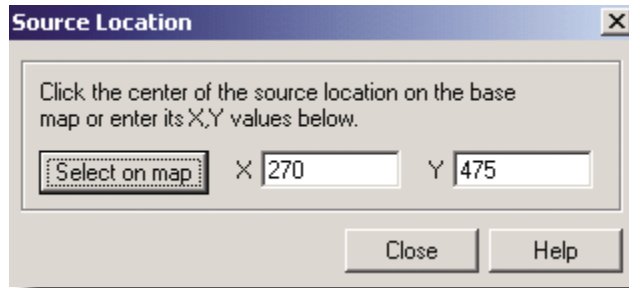 Source Location
Click the center of the source location on the base
map or enter its X,Y values below.
Select on map X 270 Y 475
Close Help